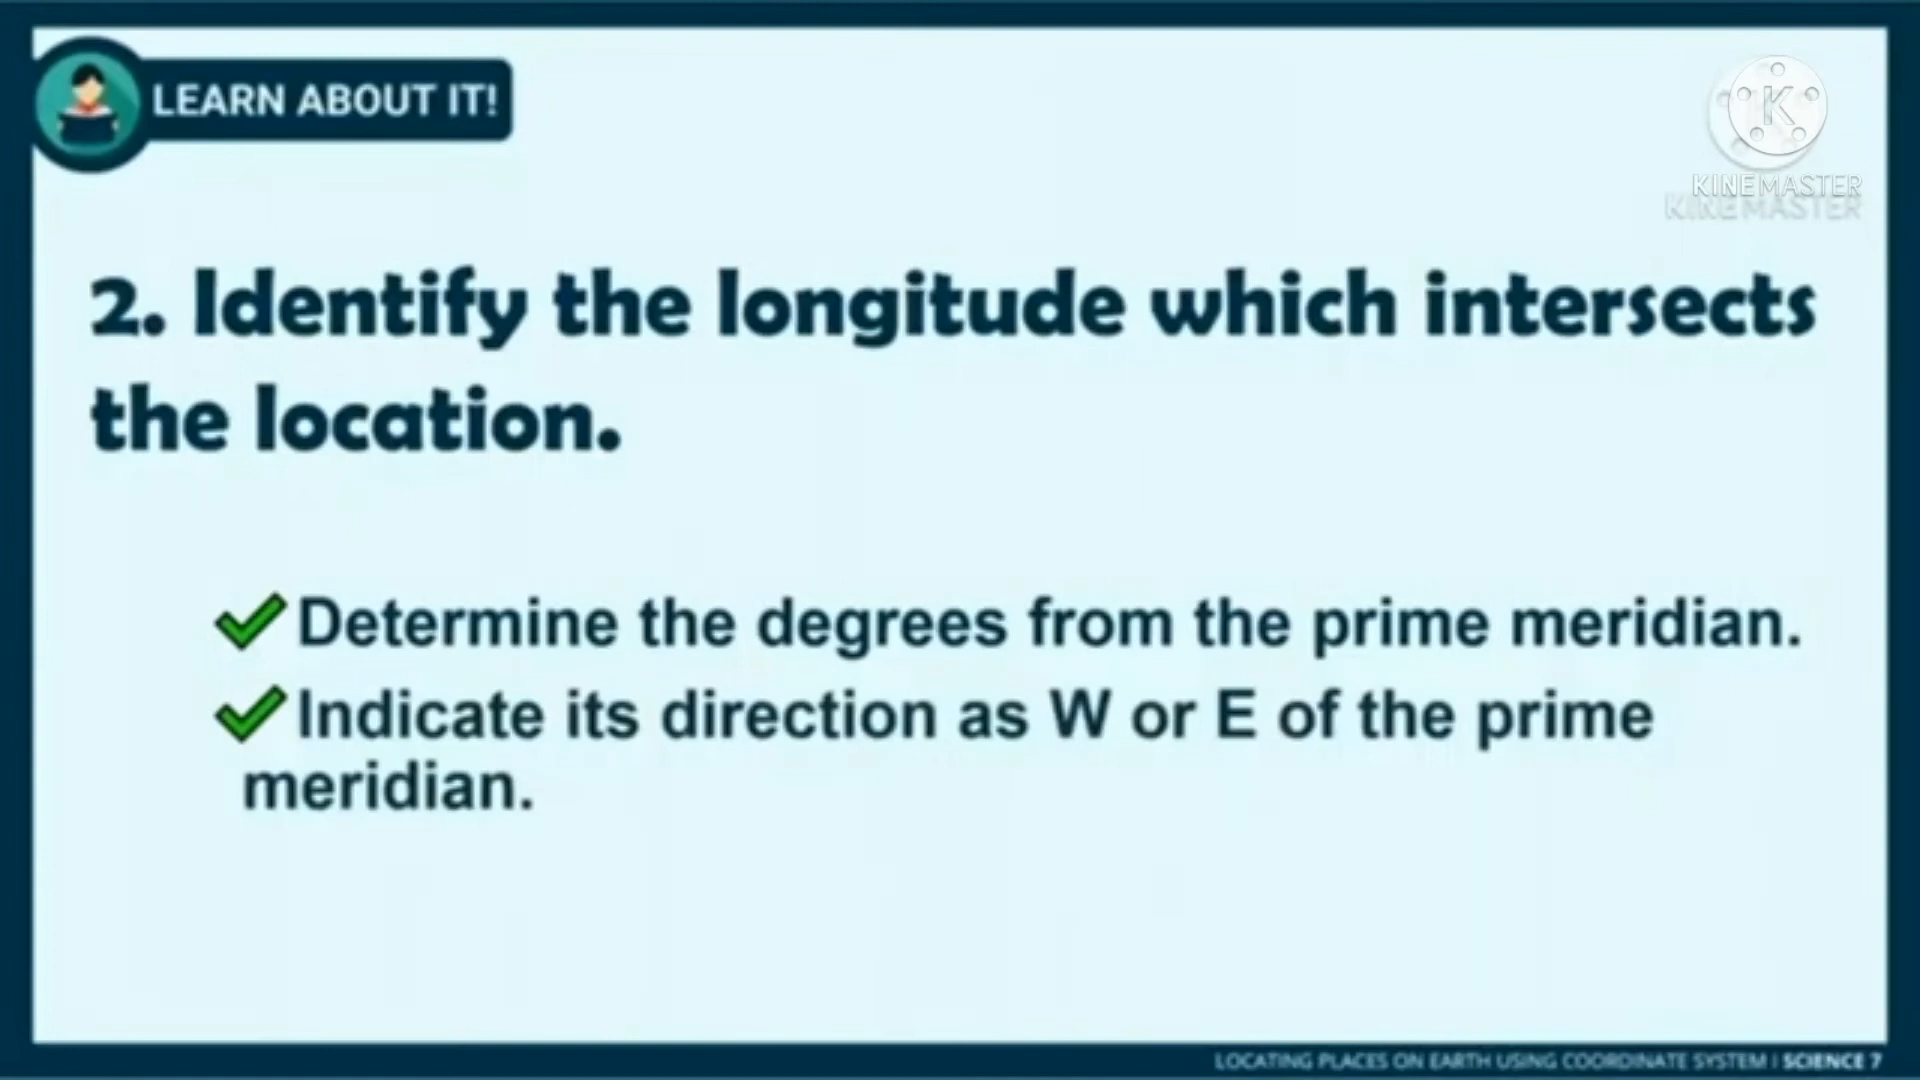 LEARN ABOUT IT!
K
KINEMASTER
KINEMASTER
2. Identify the longitude which intersects
the location.
Determine the degrees from the prime meridian.
Indicate its direction as W or E of the prime
meridian.
LOCATING PLACES ON EARTH USING COORDINATE SYSTEM | SCIENCE 7